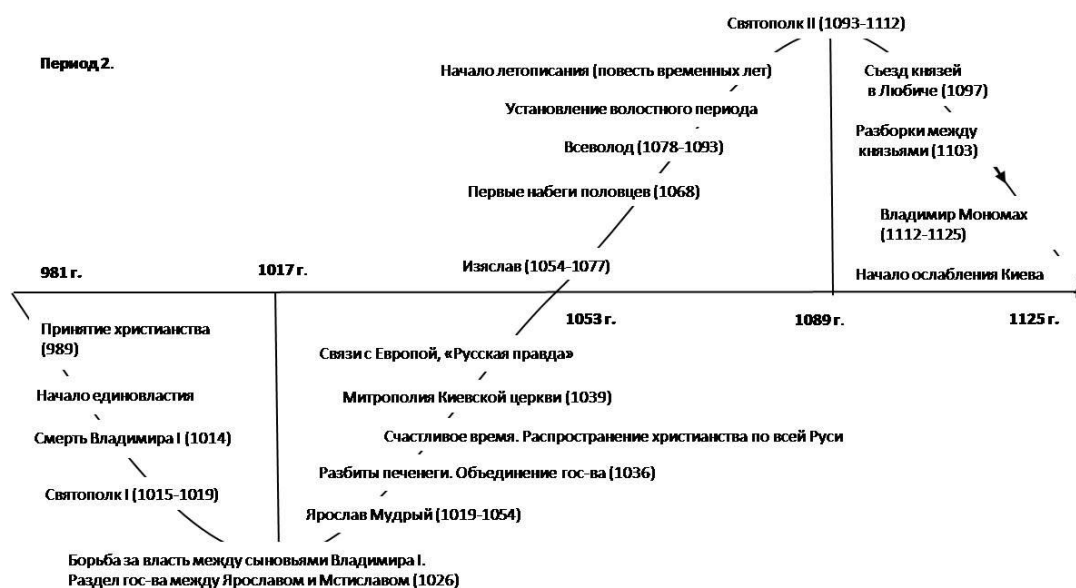 Святополк II (1093-1112)
Период 2.
Начало летописания (повесть временных лет)
Съезд князей
в Любиче (1097)
Установление волостного периода
Разборки между
князьями (1103)
Всеволод (1078-1093)
Первые набеги половцев (1068)
Владимир Мономах
(1112-1125)
981 г.
1017 г.
Изяслав (1054-1077)
Начало ослабления Киева
1053 г.
1089 г.
1125 г.
Принятие христианства
(989)
Связи с Европой, «Русская правда»
Начало единовластия
Митрополия Киевской церкви (1039)
Смерть Владимира I (1014)
Счастливое время. Распространение христианства по всей Руси
Разбиты печенеги. Объединение гос-ва (1036)
Святополк I (1015-1019)
Ярослав Мудрый (1019-1054)
Борьба за власть между сыновьями Владимира I.
Раздел гос-ва между Ярославом и Мстиславом (1026)